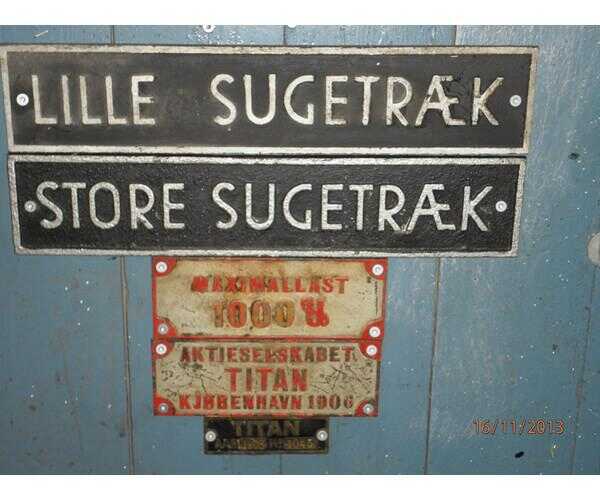 LILLE SUGETRÆK
STORE SUGETRÆK
MAXIMALLAST
1000 ℔
AKTIESELSKABET
TITAN
KJØBENHAVN 1906
TITAN
16/11/2013